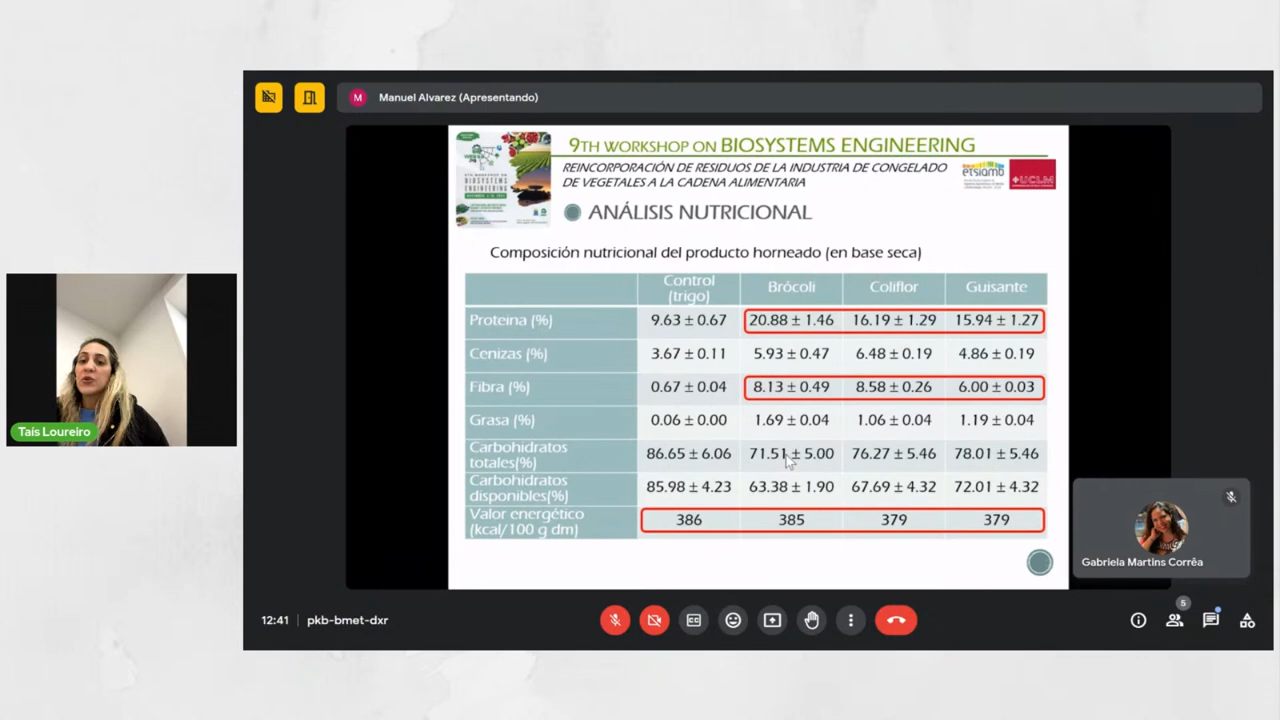 M Manuel Alvarez (Apresentando)
9TH WORKSHOP ON BIOSYSTEMS ENGINEERING
REINCORPORACIÓN DE RESIDUOS DE LA INDUSTRIA DE CONGELADO
DE VEGETALES A LA CADENA ALIMENTARIA
etsiamb
UCLM
BIOSYSTEMS
ENGINEERING
ANÁLISIS NUTRICIONAL
Composición nutricional del producto horneado (en base seca)
Control
(trigo)
Brócoli
Coliflor
Guisante
Proteina (%) 9.63 ± 0.67 20.88 ± 1.46 16.19 ± 1.29 15.94 ± 1.27
Cenizas (%) 3.67 ± 0.11 5.93 ± 0.47 6.48 ± 0.19 4.86 ± 0.19
Fibra (%) 0.67 ± 0.04 8.13 ± 0.49 8.58 ± 0.26 6.00 ± 0.03
Grasa (%) 0.06 ± 0.00 1.69 ± 0.04 1.06 ± 0.04 1.19 ± 0.04
Carbohidratos
totales(%) 86.65 ± 6.06 71.51 ± 5.00 76.27 ± 5.46 78.01 ± 5.46
Carbohidratos
disponibles(%) 85.98 ± 4.23 63.38 ± 1.90 67.69 ± 4.32 72.01 ± 4.32
Valor energético
(kcal/100 g dm) 386 385 379 379
Taís Loureiro
Gabriela Martins Corrêa
12:41 | pkb-bmet-dxr
5